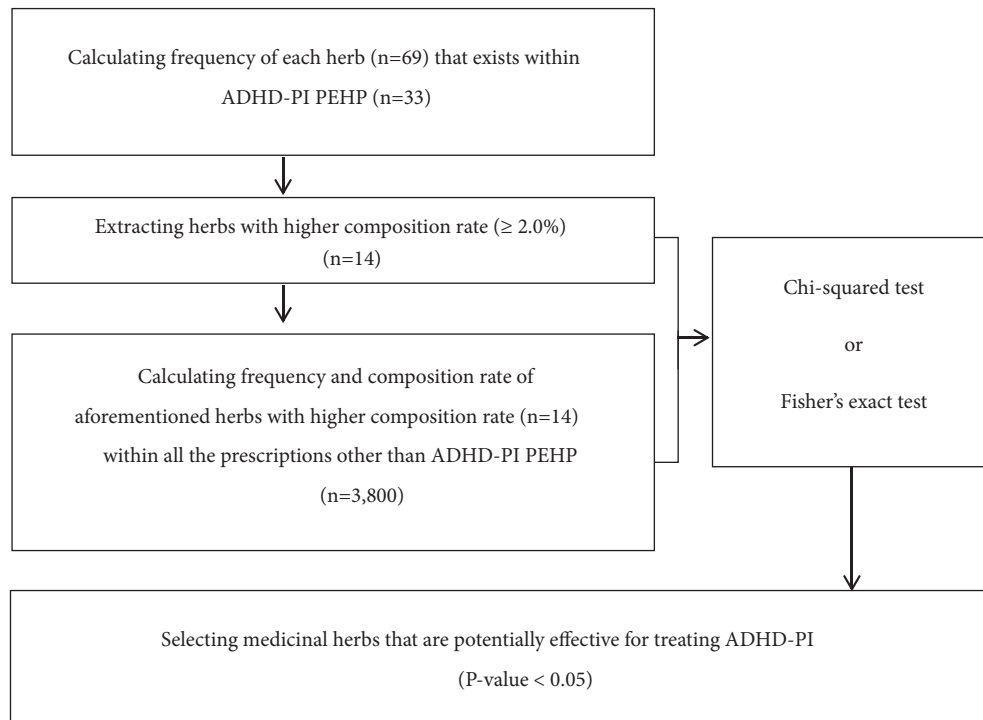 Calculating frequency of each herb (n=69) that exists within
ADHD-PI PEHP (n=33)
Extracting herbs with higher composition rate (≥ 2.0%)
(n=14)
Calculating frequency and composition rate of
aforementioned herbs with higher composition rate (n=14)
within all the prescriptions other than ADHD-PI PEHP
(n=3,800)
Chi-squared test
or
Fisher's exact test
Selecting medicinal herbs that are potentially effective for treating ADHD-PI
(P-value < 0.05)